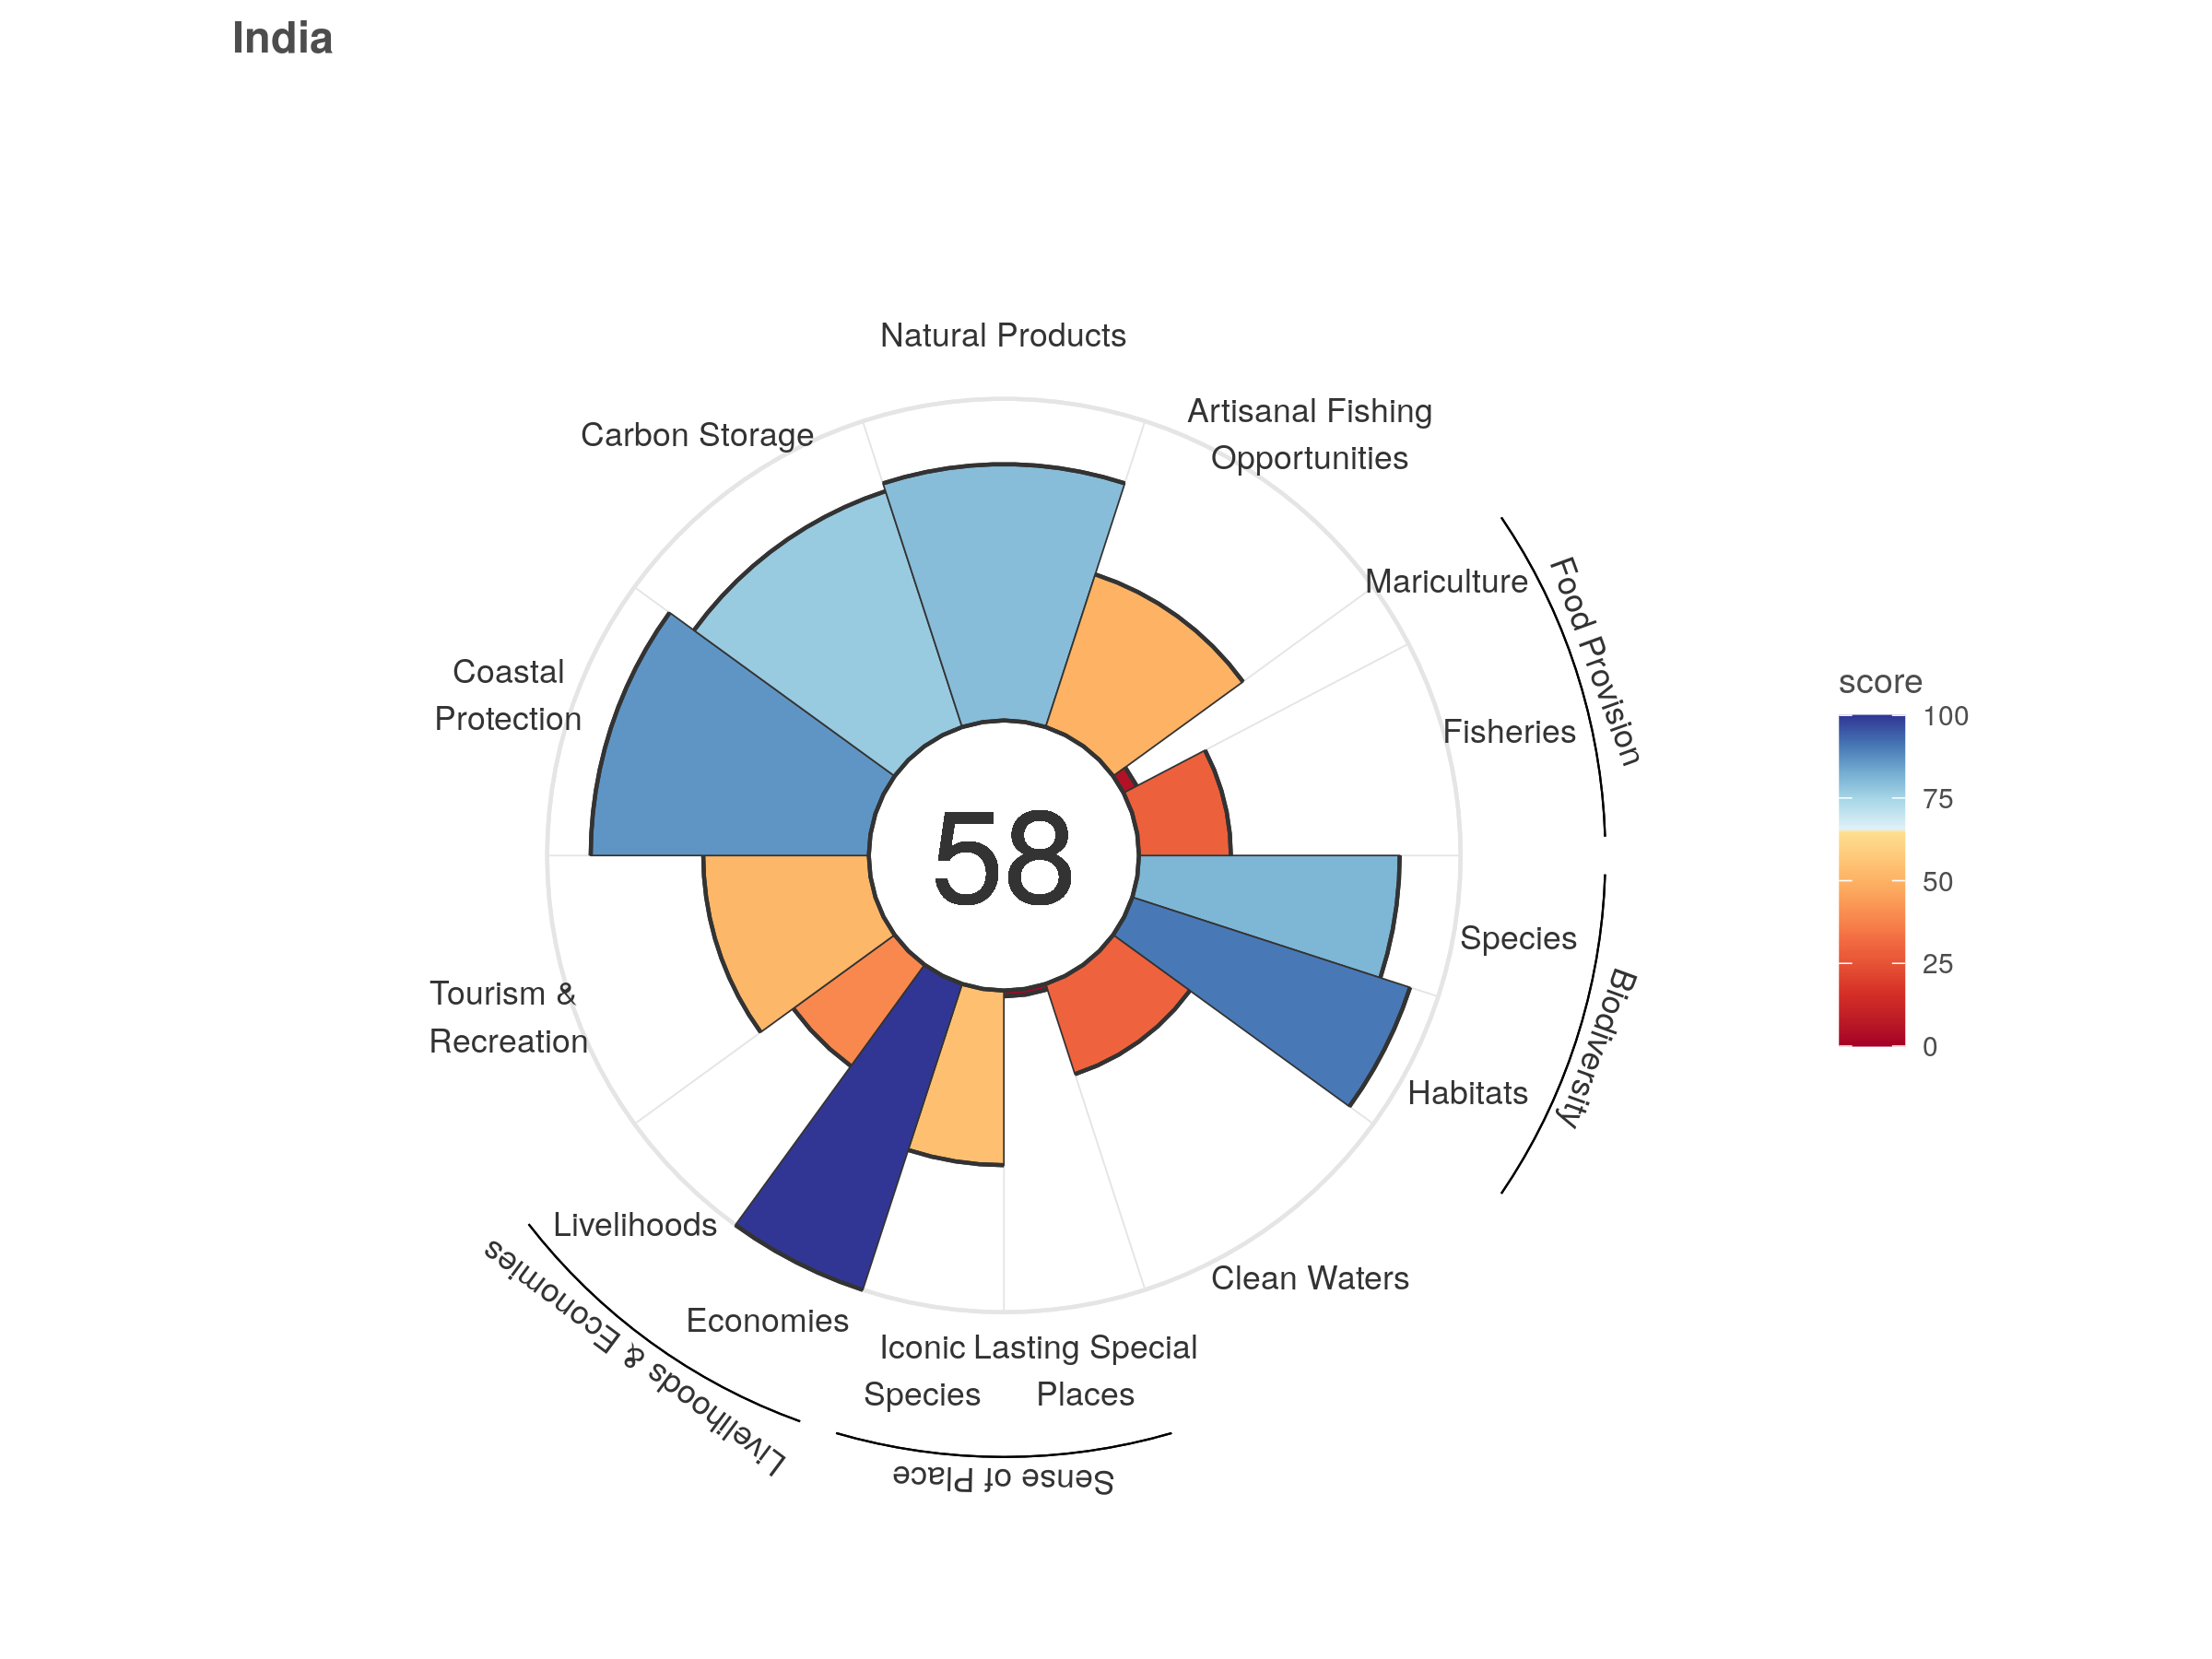 India
Natural Products
Artisanal Fishing
Opportunities
Carbon Storage
Mariculture
Food Provision
Fisheries
Coastal
Protection
58
Species
Biodiversity
Habitats
Tourism &
Recreation
Livelihoods
Economies
Livelihoods & Economies
Iconic
Species
Lasting Special
Places
Sense of Place
Clean Waters
score
100
75
50
25
0